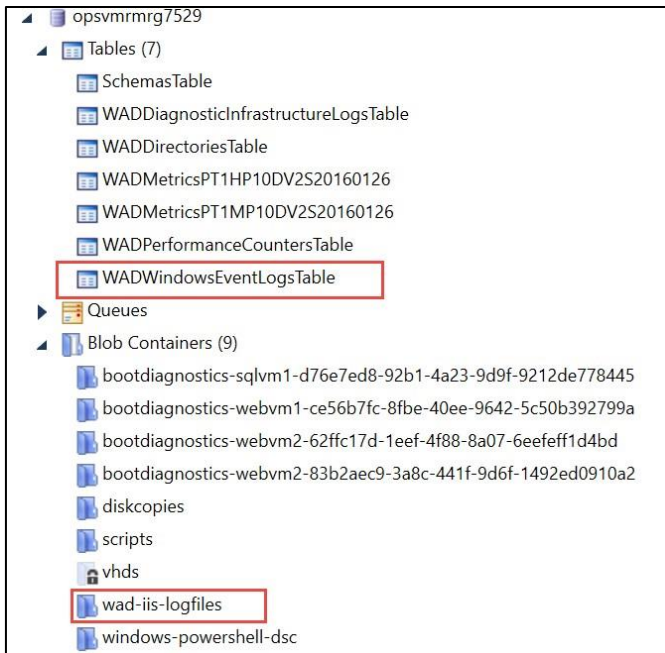 opsvmrmrg7529
Tables (7)
SchemasTable
WADDiagnosticInfrastructureLogsTable
WADDirectoriesTable
WADMetricsPT1HP10DV2S20160126
WADMetricsPT1MP10DV2S20160126
WADPerformanceCountersTable
WADWindowsEventLogsTable
Queues
Blob Containers (9)
bootdiagnostics-sqlvm1-d76e7ed8-92b1-4a23-9d9f-9212de778445
bootdiagnostics-webvm1-ce56b7fc-8fbe-40ee-9642-5c50b392799a
bootdiagnostics-webvm2-62ffc17d-1eef-4f88-8a07-6eefeff1d4bd
bootdiagnostics-webvm2-83b2aec9-3a8c-441f-9d6f-1492ed0910a2
diskcopies
scripts
vhds
wad-iis-logfiles
windows-powershell-dsc